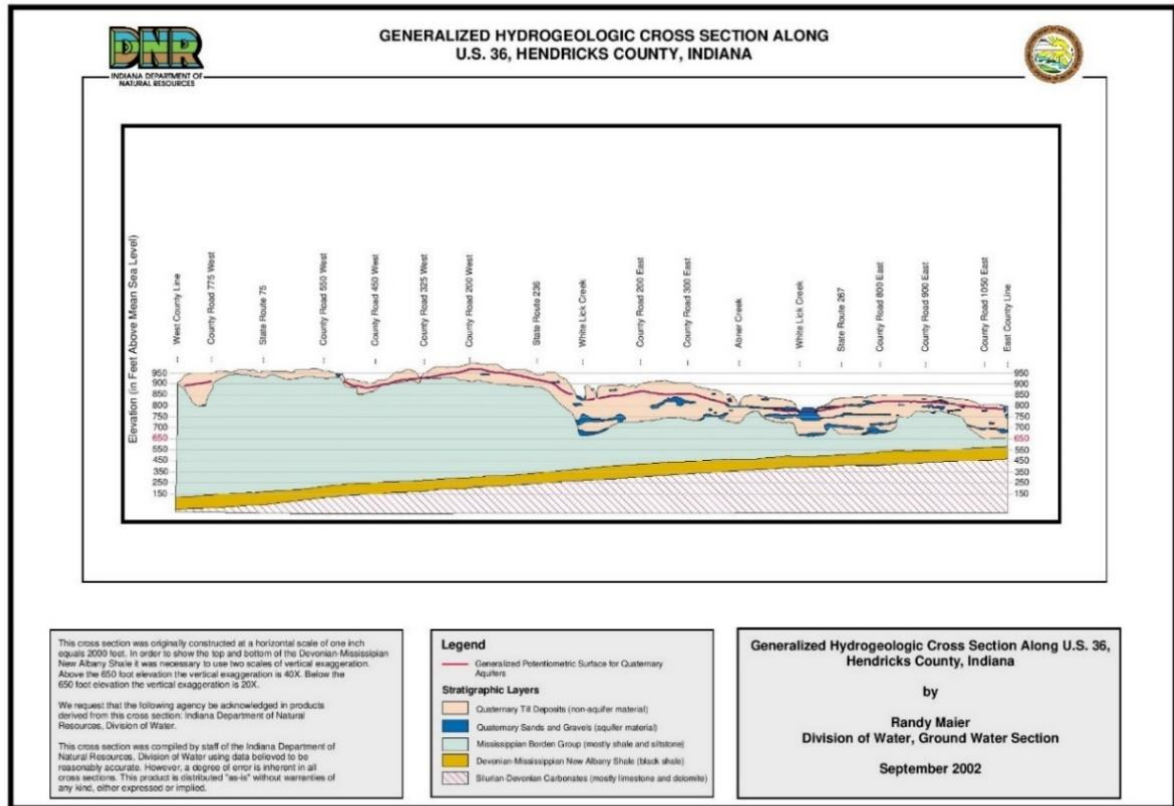 DNR
INDIANA DEPARTMENT OF
NATURAL RESOURCES
GENERALIZED HYDROGEOLOGIC CROSS SECTION ALONG
U.S. 36, HENDRICKS COUNTY, INDIANA
Elevation (in Feet Above Mean Sea Level)
West County Line
County Road 775 West
State Route 75
County Road 550 West
County Road 450 West
County Road 325 West
County Road 200 West
State Route 236
White Lick Creek
County Road 200 East
County Road 300 East
Abner Creek
White Lick Creek
State Route 267
County Road 800 East
County Road 900 East
County Road 1050 East
East County Line
950 950
900 900
850 850
800 800
750 750
700 700
650 650
550 550
450 450
350 350
250 250
150 150
This cross section was originally constructed at a horizontal scale of one inch
equals 2000 feet. In order to show the top and bottom of the Devonian-Mississipian
New Albany Shale it was necessary to use two scales of vertical exaggeration.
Above the 650 foot elevation the vertical exaggeration is 40X. Below the
650 foot elevation the vertical exaggeration is 20X.
We request that the following agency be acknowledged in products
derived from this cross section: Indiana Department of Natural
Resources, Division of Water.
This cross section was compiled by staff of the Indiana Department of
Natural Resources, Division of Water using data believed to be
reasonably accurate. However, a degree of error is inherent in all
cross sections. This product is distributed "as-is" without warranties of
any kind, either expressed or implied.
Legend
Generalized Potentiometric Surface for Quaternary
Aquifers
Stratigraphic Layers
Quaternary Till Deposits (non-aquifer material)
Quaternary Sands and Gravels (aquifer material)
Mississippian Borden Group (mostly shale and siltstone)
Devonian-Mississippian New Albany Shale (black shale)
Silurian-Devonian Carbonates (mostly limestone and dolomite)
Generalized Hydrogeologic Cross Section Along U.S. 36,
Hendricks County, Indiana
by
Randy Maier
Division of Water, Ground Water Section
September 2002